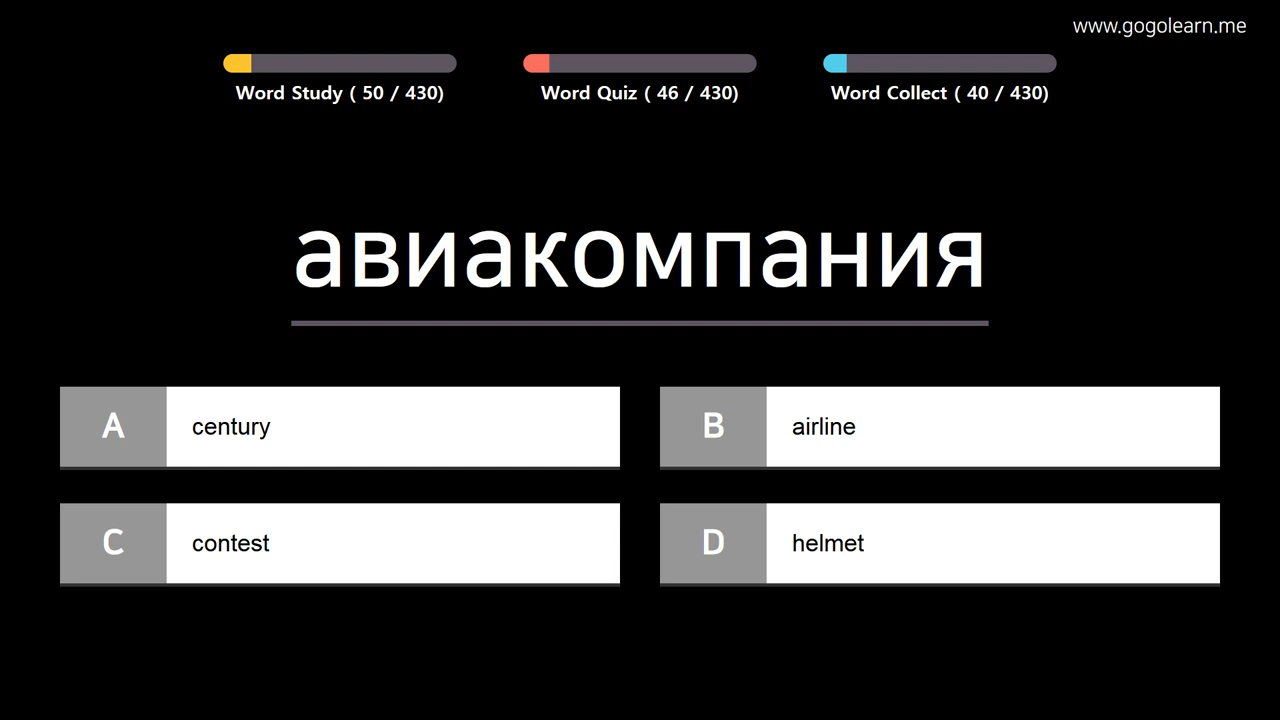 www.gogolearn.me
Word Study ( 50 / 430)
Word Quiz ( 46 / 430)
Word Collect ( 40 / 430)
авиакомпания
A century
B airline
C contest
D helmet